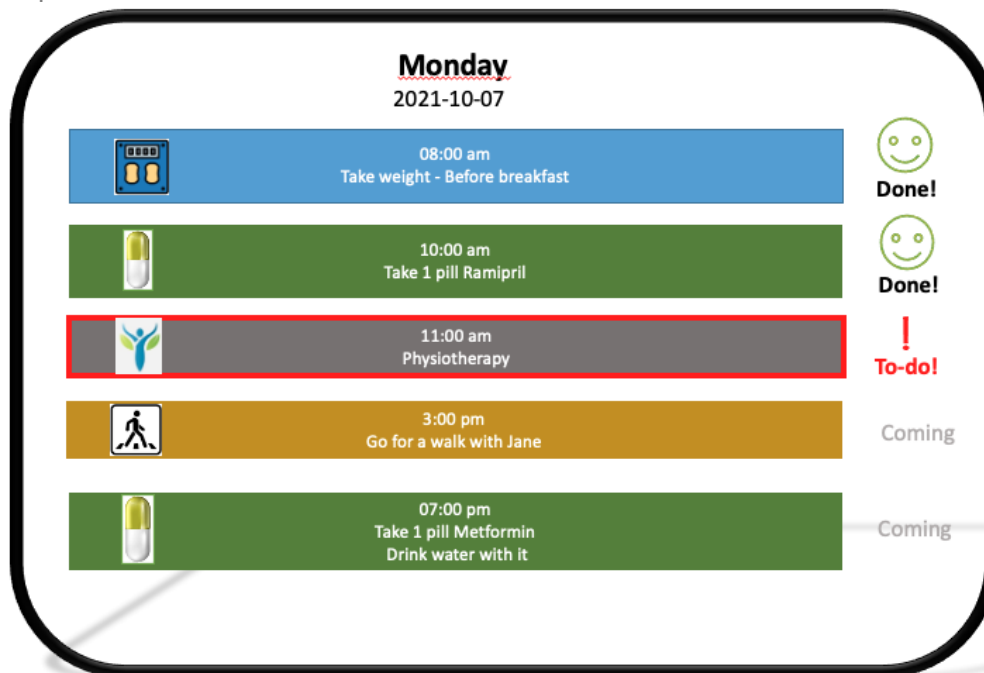 Monday
2021-10-07
08:00 am
Take weight - Before breakfast
Done!
10:00 am
Take 1 pill Ramipril
Done!
11:00 am
Physiotherapy
!
To-do!
3:00 pm
Go for a walk with Jane
Coming
07:00 pm
Take 1 pill Metformin
Drink water with it
Coming